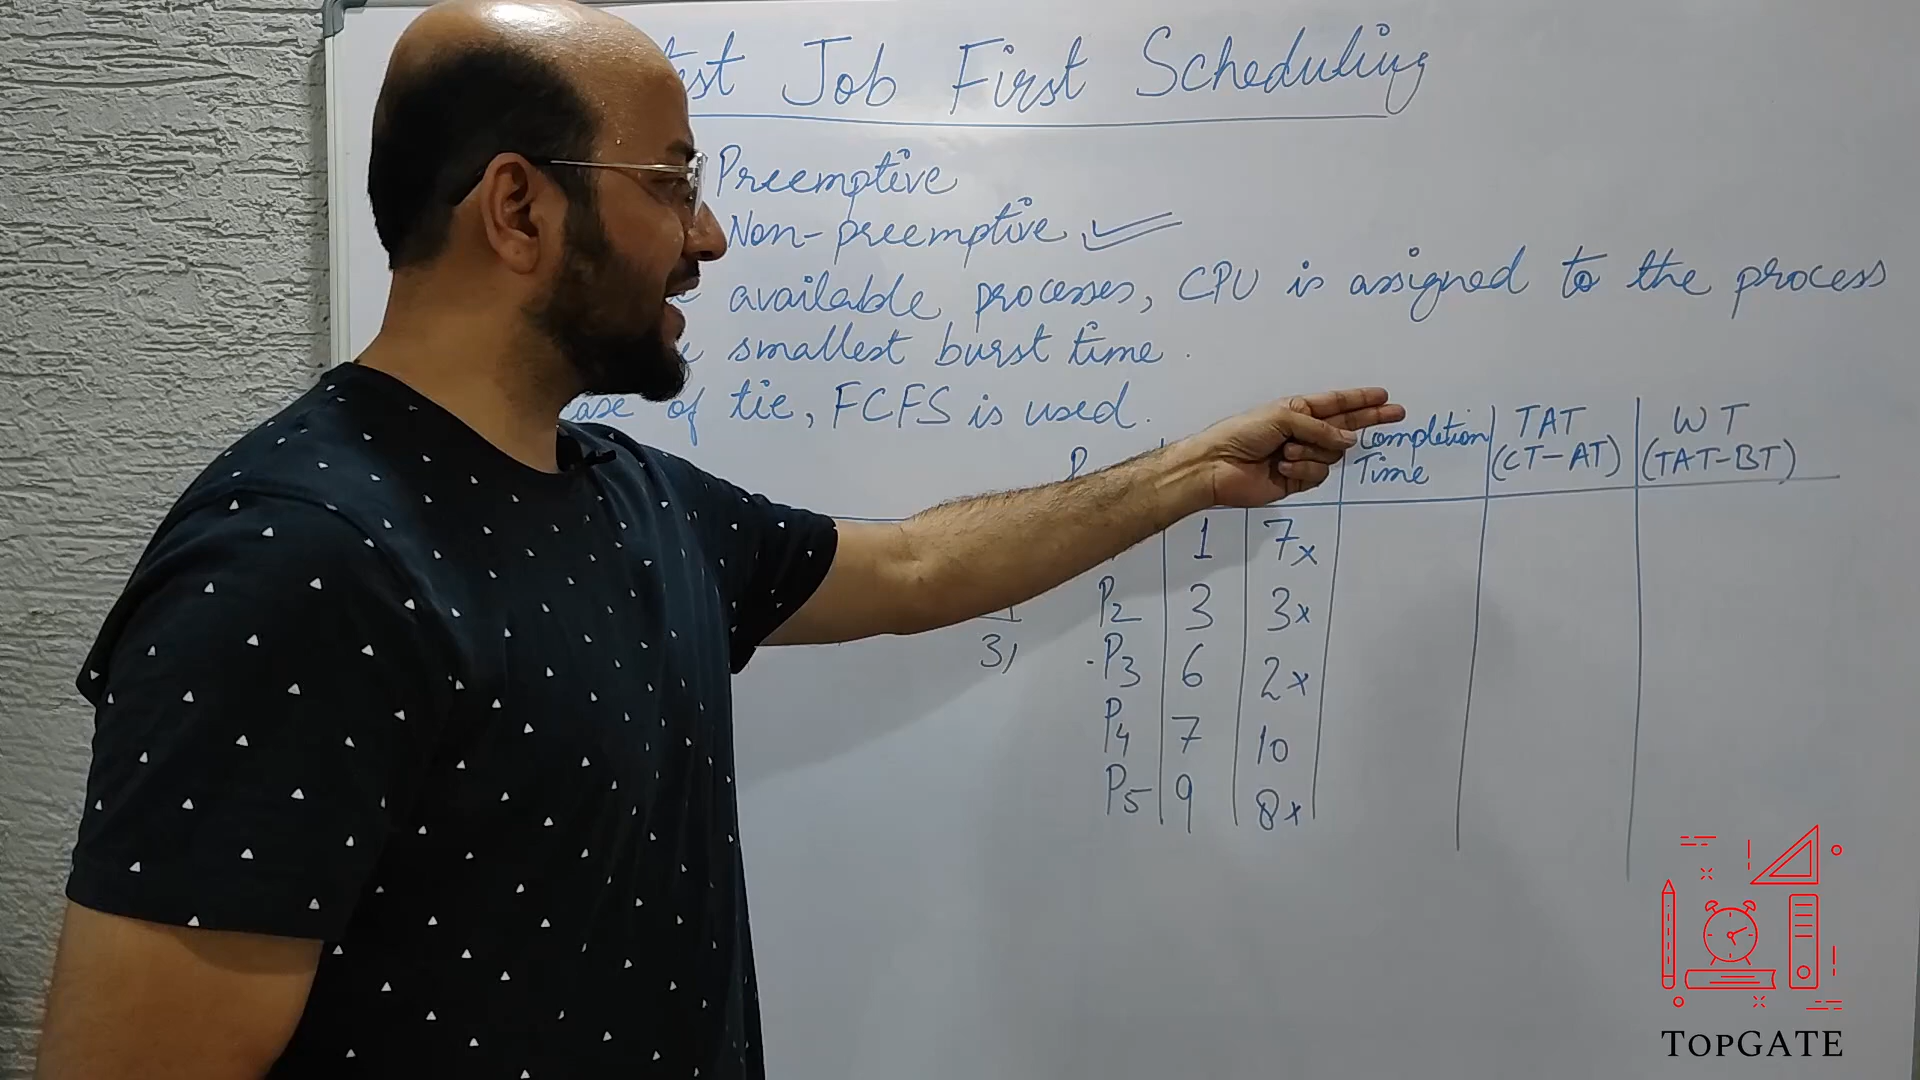 Job First Scheduling
Preemptive
Non-preemptive
available processes, CPU is assigned to the process
smallest burst time.
case of tie, FCFS is used.
Completion Time TAT (CT-AT) WT (TAT-BT)
1 7x
P2 3 3x
P3 6 2x
P4 7 10
P5 9 8x
3,
TOPGATE